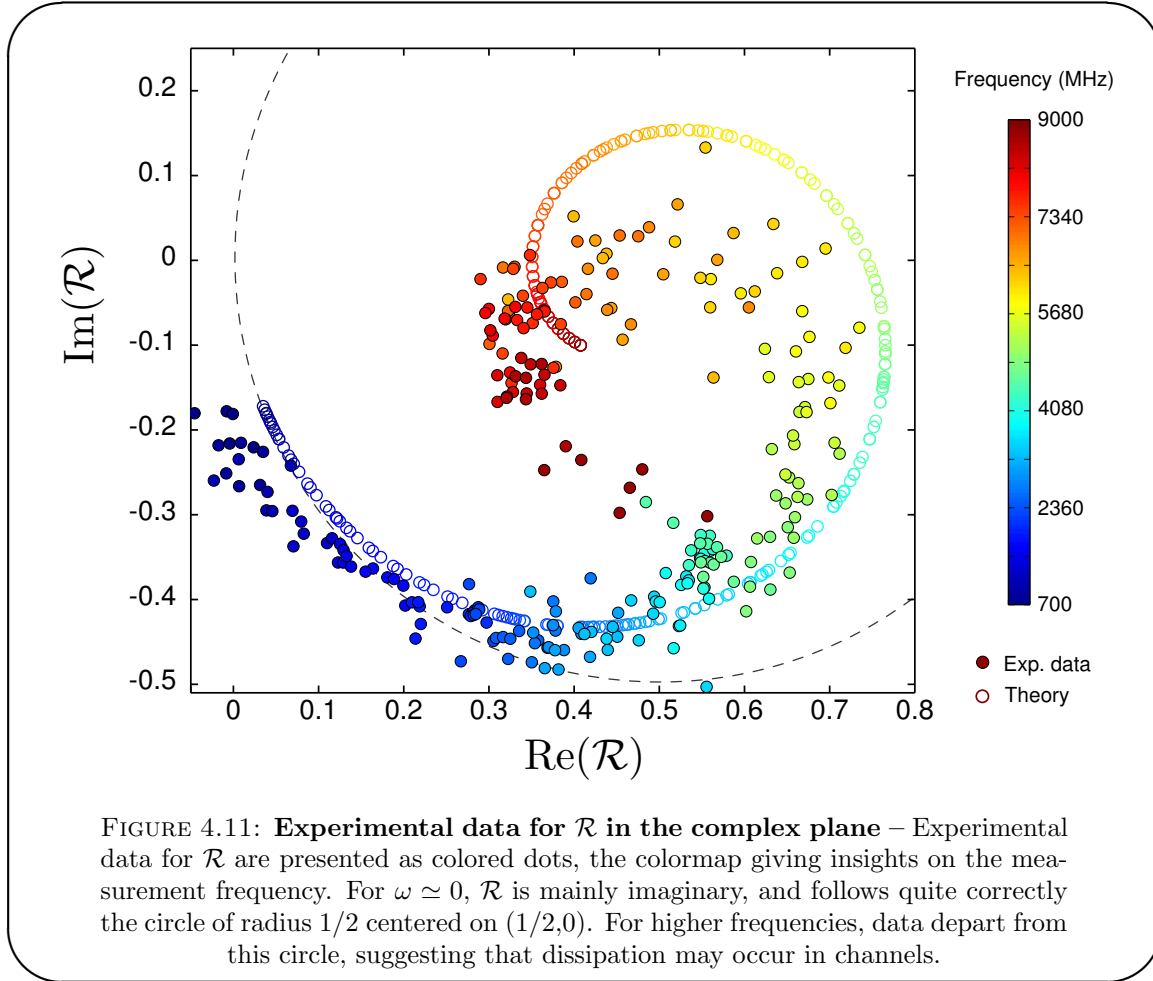 Frequency (MHz)
0.2
0.1
0
-0.1
-0.2
-0.3
-0.4
-0.5
Im(ℛ)
0
0.1
0.2
0.3
0.4
0.5
0.6
0.7
0.8
Re(ℛ)
9000
7340
5680
4080
2360
700
Exp. data
Theory
FIGURE 4.11: Experimental data for ℛ in the complex plane – Experimental
data for ℛ are presented as colored dots, the colormap giving insights on the mea-
surement frequency. For ω ≃ 0, ℛ is mainly imaginary, and follows quite correctly
the circle of radius 1/2 centered on (1/2,0). For higher frequencies, data depart from
this circle, suggesting that dissipation may occur in channels.